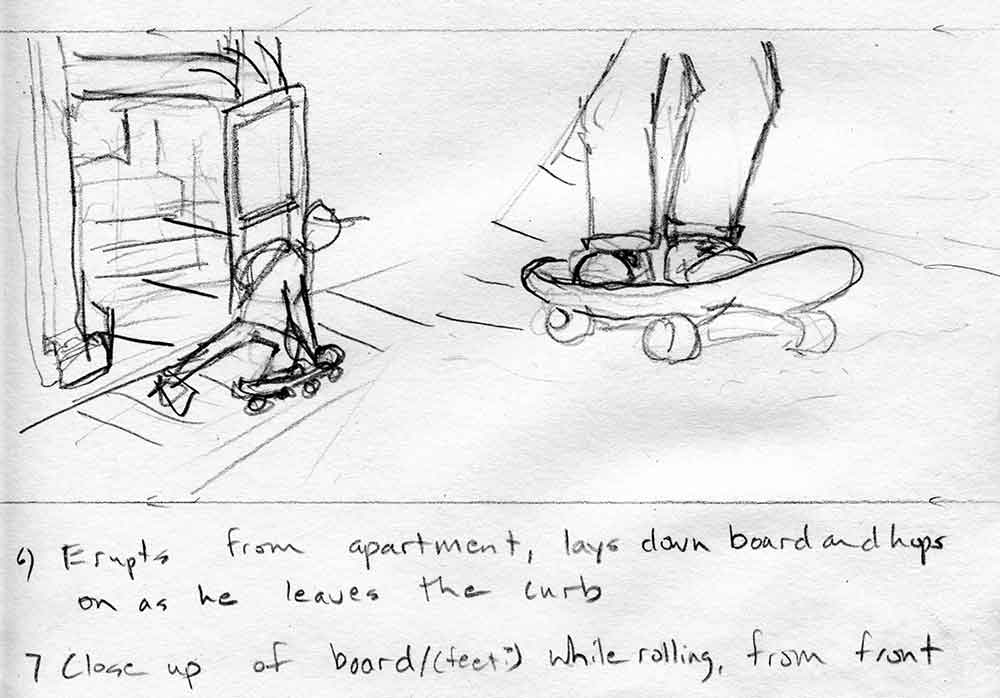 6) Erupts from apartment, lays down board and hops
on as he leaves the curb
7 Close up of board/(feet:) while rolling, from front